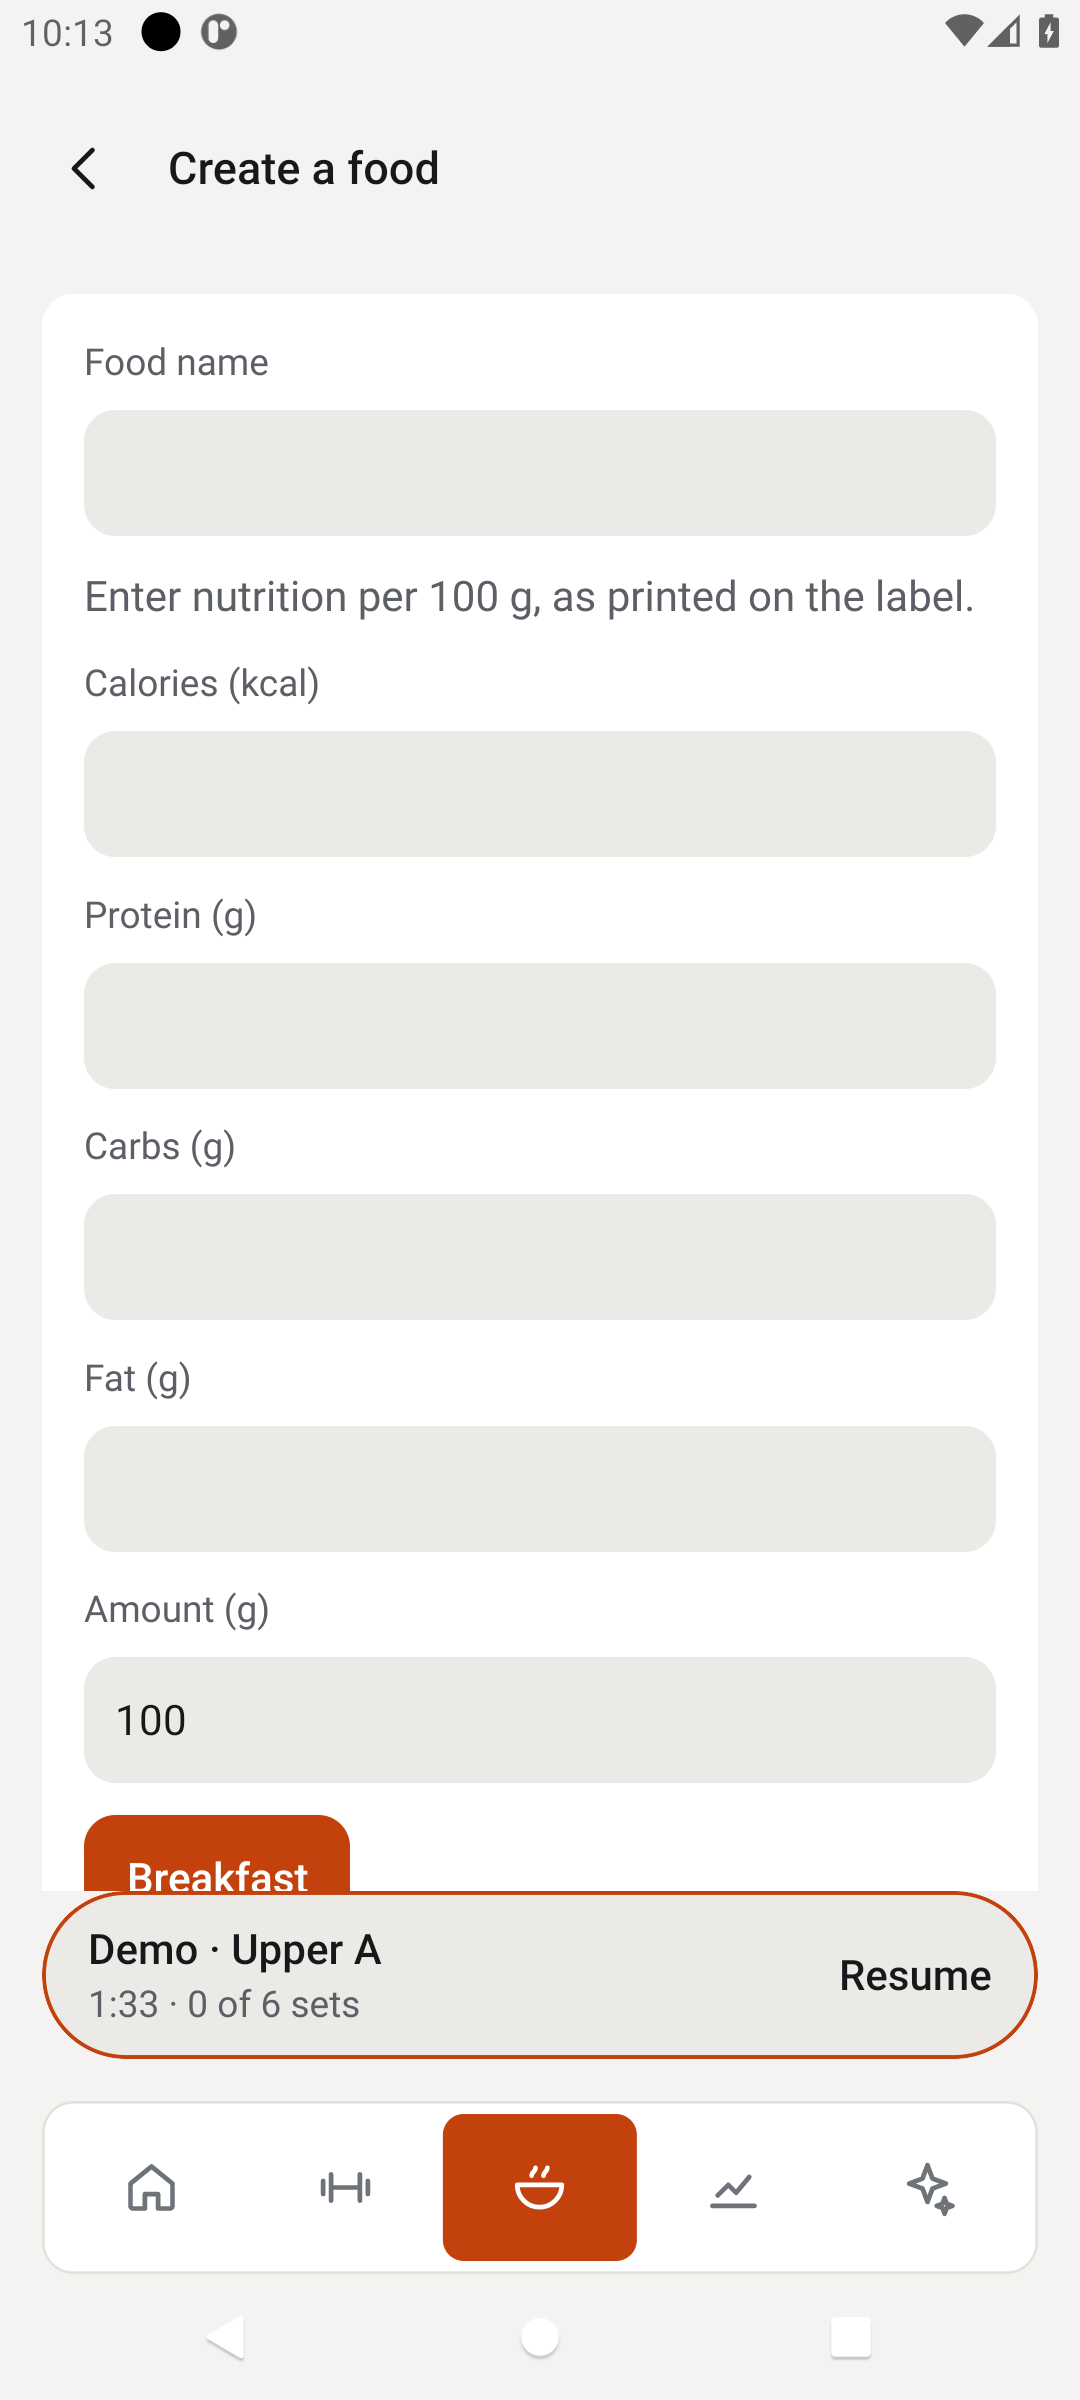 10:13
Create a food
Food name
Enter nutrition per 100 g, as printed on the label.
Calories (kcal)
Protein (g)
Carbs (g)
Fat (g)
Amount (g)
100
Breakfast
Demo · Upper A
1:33 · 0 of 6 sets
Resume